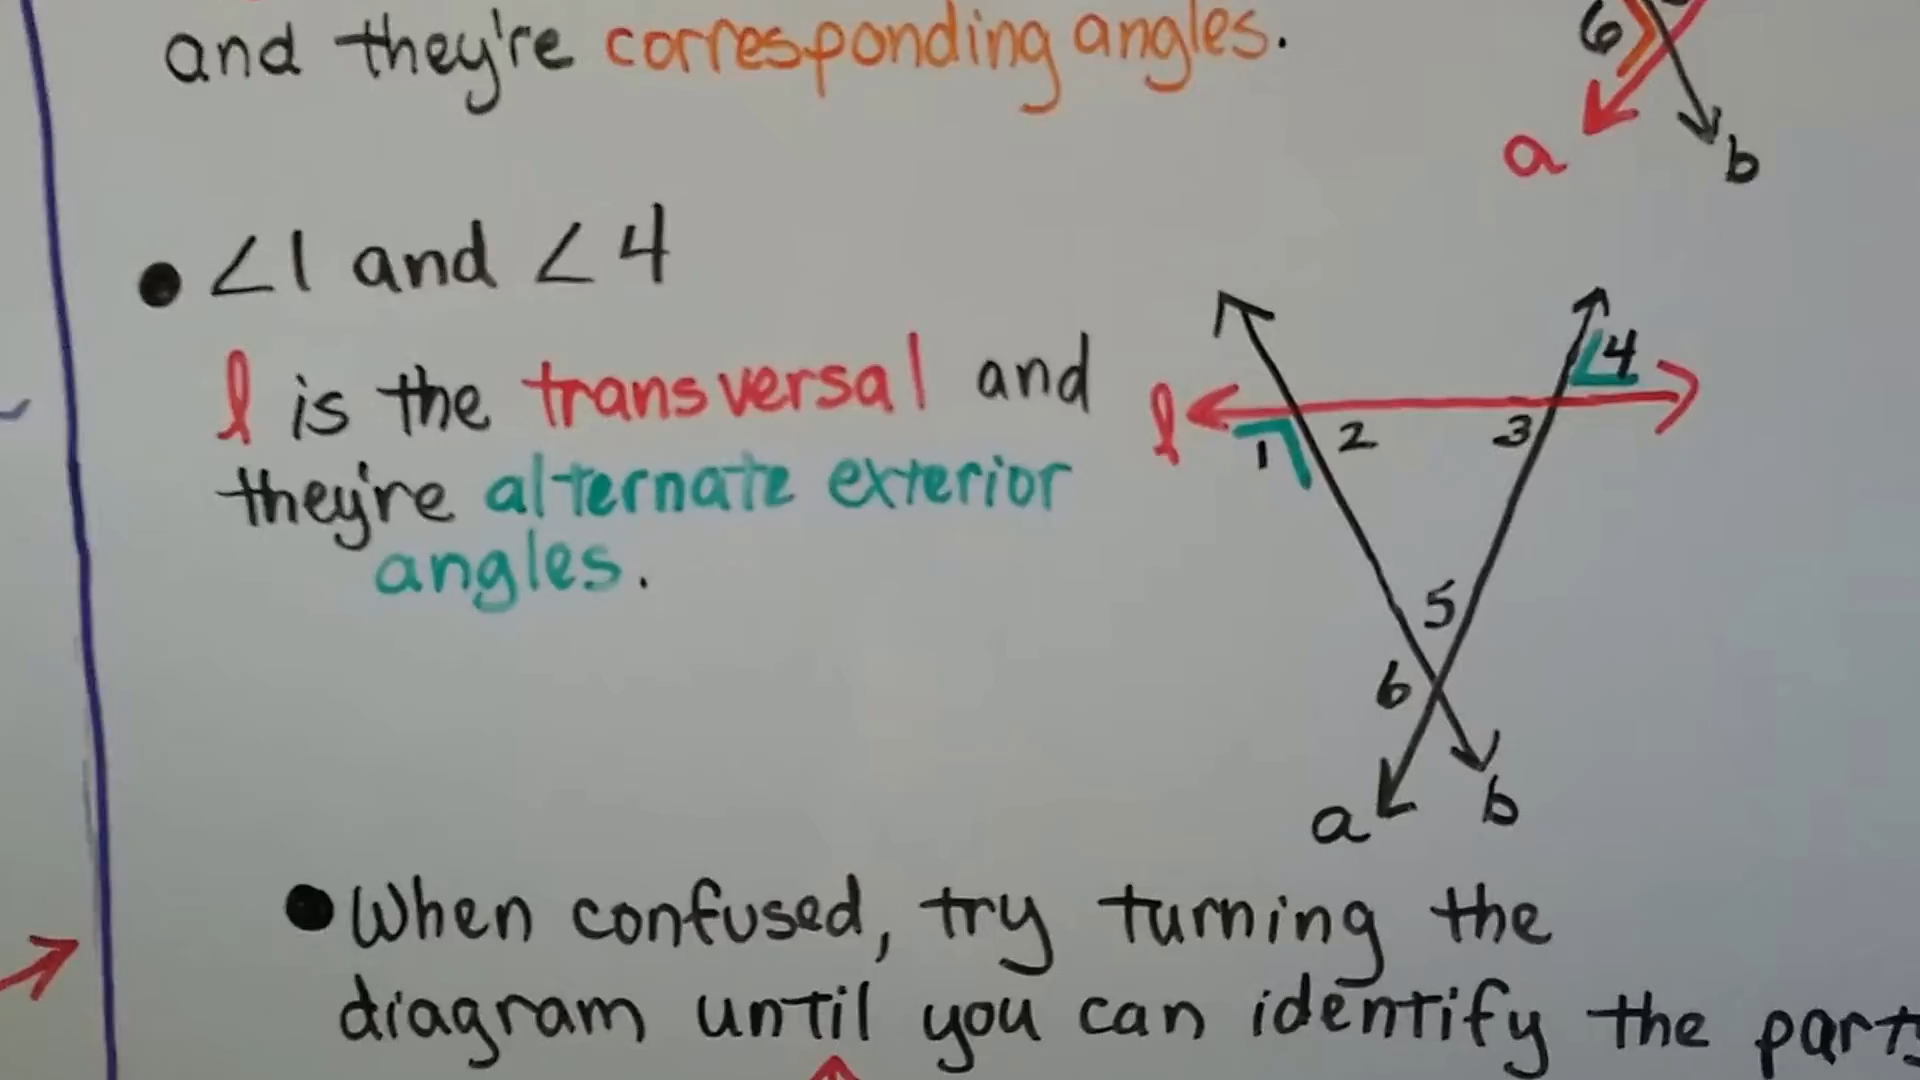 and they're corresponding angles.
6
a
b
• ∠1 and ∠4
l is the transversal and
they're alternate exterior
angles.
4
l
1 2 3
5
6
a b
• When confused, try turning the
diagram until you can identify the parts